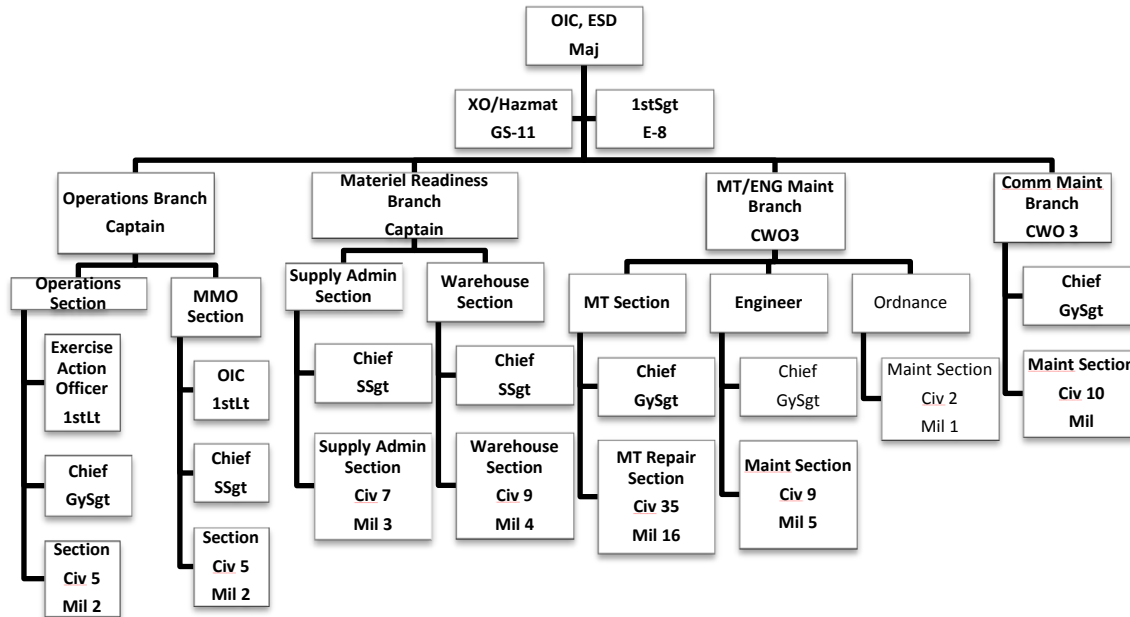 OIC, ESD
Maj
XO/Hazmat
GS-11
1stSgt
E-8
Operations Branch
Captain
Materiel Readiness
Branch
Captain
MT/ENG Maint
Branch
CWO3
Comm Maint
Branch
CWO 3
Operations
Section
MMO
Section
Supply Admin
Section
Warehouse
Section
MT Section
Engineer
Ordnance
Chief
GySgt
Exercise
Action
Officer
1stLt
OIC
1stLt
Chief
SSgt
Chief
SSgt
Chief
GySgt
Chief
GySgt
Maint Section
Civ 2
Mil 1
Maint Section
Civ 10
Mil
Chief
GySgt
Chief
SSgt
Supply Admin
Section
Civ 7
Mil 3
Warehouse
Section
Civ 9
Mil 4
MT Repair
Section
Civ 35
Mil 16
Maint Section
Civ 9
Mil 5
Section
Civ 5
Mil 2
Section
Civ 5
Mil 2